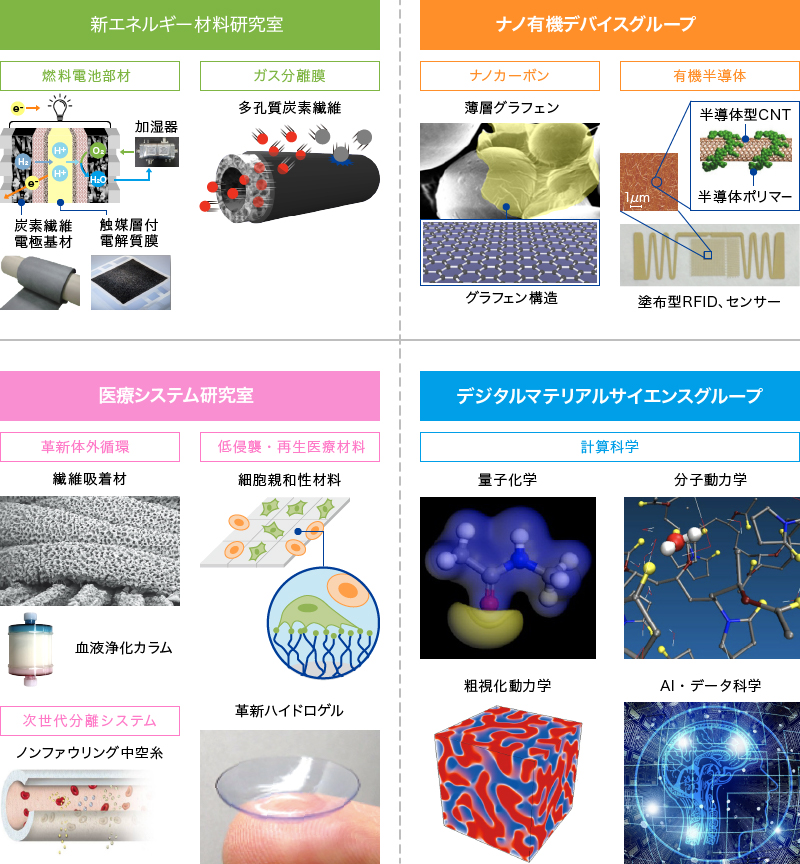 新エネルギー材料研究室
燃料電池部材
e-
H+
H₂
O₂
e-
H+
H₂O
加湿器
炭素繊維
電極基材
触媒層付
電解質膜
ガス分離膜
多孔質炭素繊維
ナノ有機デバイスグループ
ナノカーボン
薄層グラフェン
グラフェン構造
有機半導体
半導体型CNT
半導体ポリマー
1μm
塗布型RFID、センサー
医療システム研究室
革新体外循環
繊維吸着材
血液浄化カラム
次世代分離システム
ノンファウリング中空糸
低侵襲・再生医療材料
細胞親和性材料
革新ハイドロゲル
デジタルマテリアルサイエンスグループ
計算科学
量子化学
分子動力学
粗視化動力学
AI・データ科学